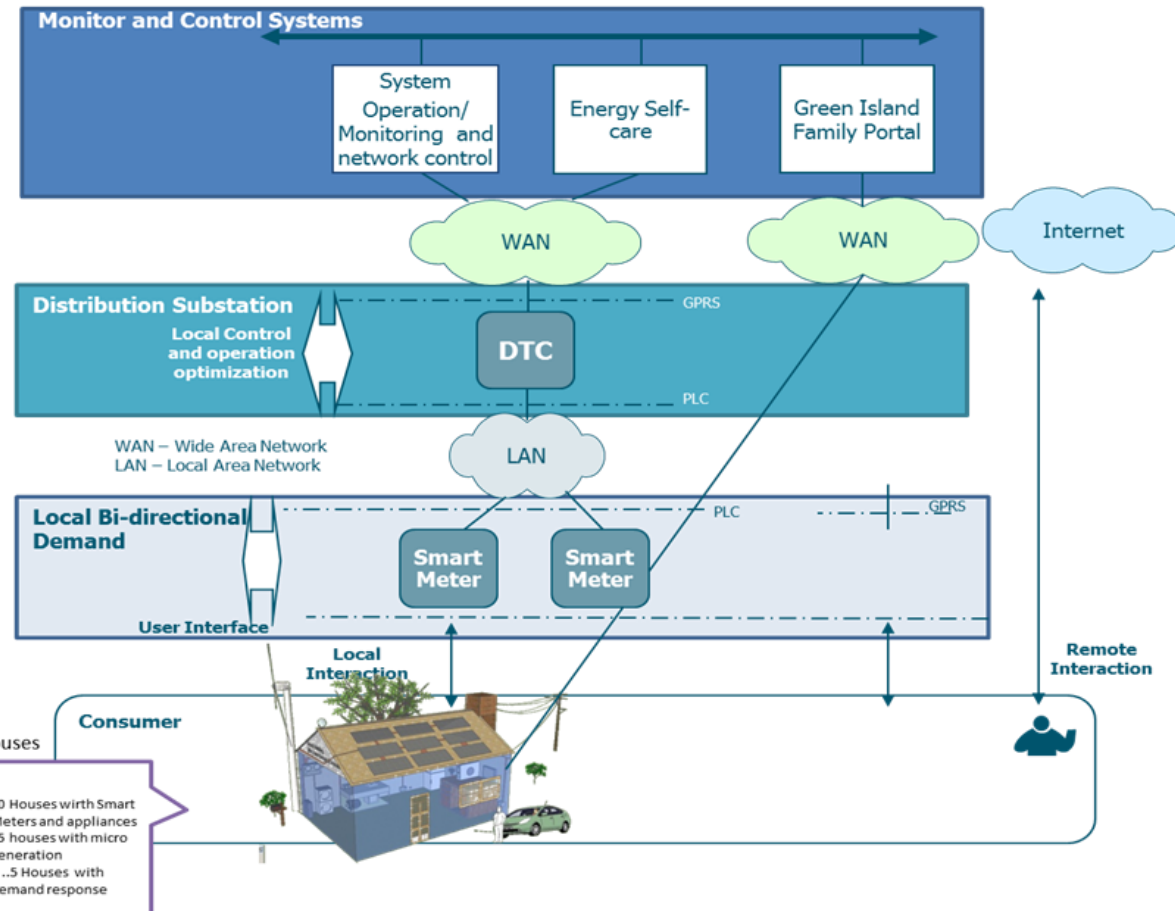 Monitor and Control Systems
System
Operation/
Monitoring and
network control
Energy Self-
care
Green Island
Family Portal
WAN
WAN
Internet
Distribution Substation
Local Control
and operation
optimization
GPRS
DTC
PLC
WAN – Wide Area Network
LAN – Local Area Network
LAN
Local Bi-directional
Demand
PLC
GPRS
Smart
Meter
Smart
Meter
User Interface
Local
Interaction
Remote
Interaction
Consumer
uses
0 Houses wirth Smart
eters and appliances
5 houses with micro
eneration
..5 Houses with
emand response